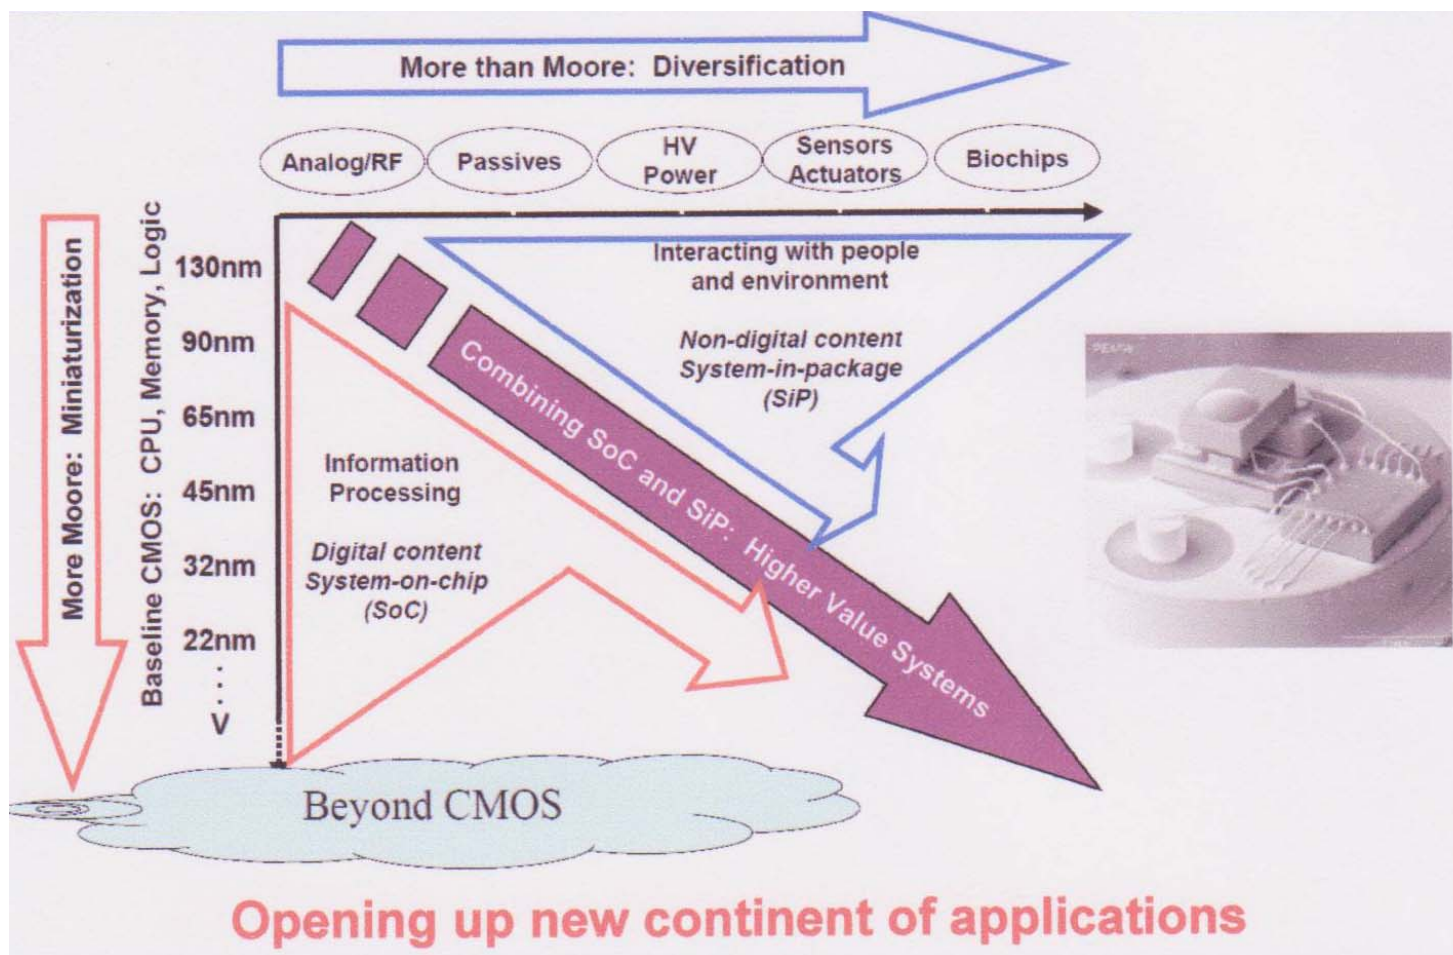 More than Moore: Diversification
Analog/RF
Passives
HV
Power
Sensors
Actuators
Biochips
More Moore: Miniaturization
Baseline CMOS: CPU, Memory, Logic
130nm
90nm
65nm
45nm
32nm
22nm
V
Interacting with people
and environment
Non-digital content
System-in-package
(SiP)
Combining SoC and SiP: Higher Value Systems
Information
Processing
Digital content
System-on-chip
(SoC)
Beyond CMOS
Opening up new continent of applications